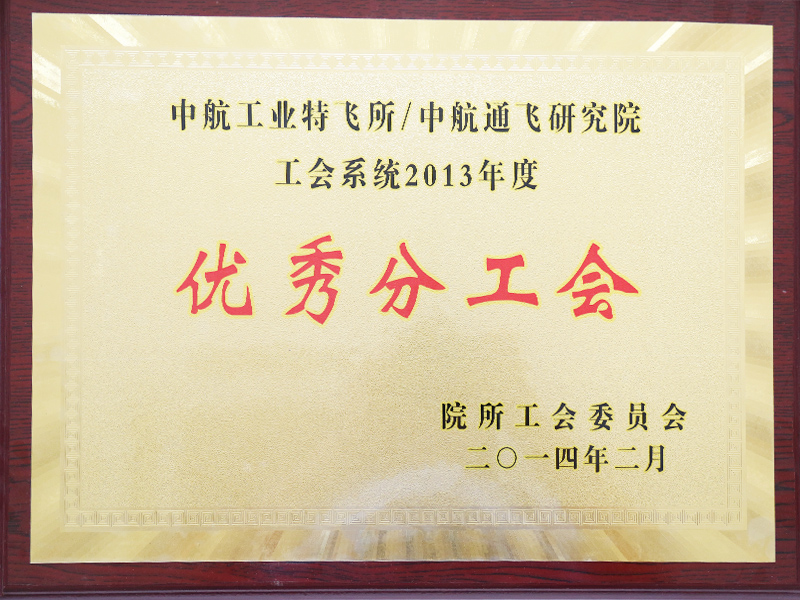 中航工业特飞所/中航通飞研究院
工会系统2013年度
优秀分工会
院所工会委员会
二〇一四年二月